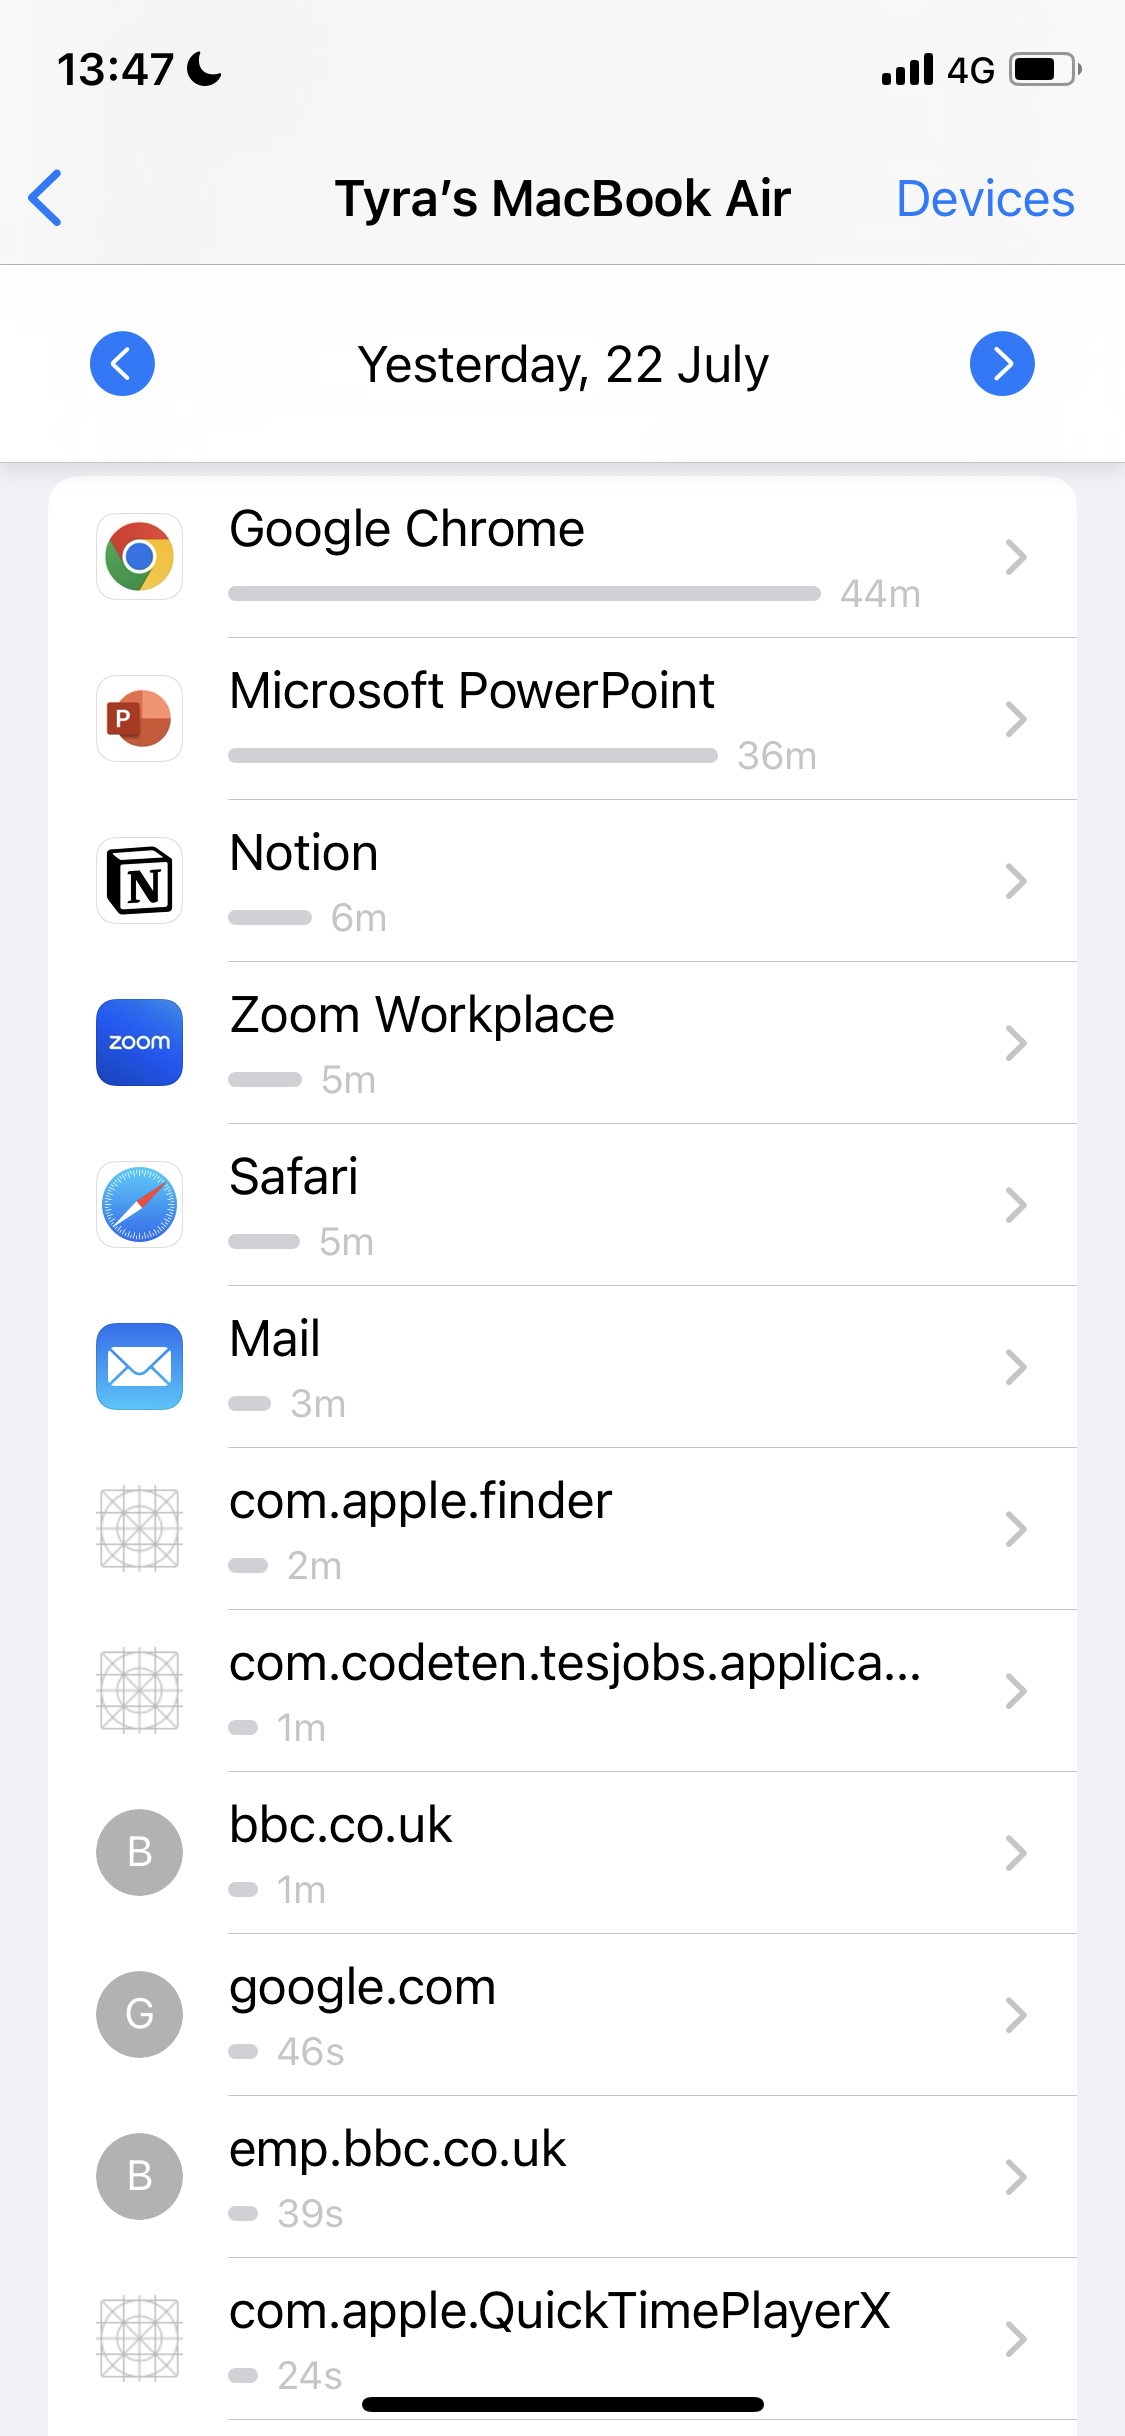 13:47
4G
Tyra’s MacBook Air
Devices
Yesterday, 22 July
Google Chrome
44m
P
Microsoft PowerPoint
36m
N
Notion
6m
zoom
Zoom Workplace
5m
Safari
5m
Mail
3m
com.apple.finder
2m
com.codeten.tesjobs.applica...
1m
B
bbc.co.uk
1m
G
google.com
46s
B
emp.bbc.co.uk
39s
com.apple.QuickTimePlayerX
24s